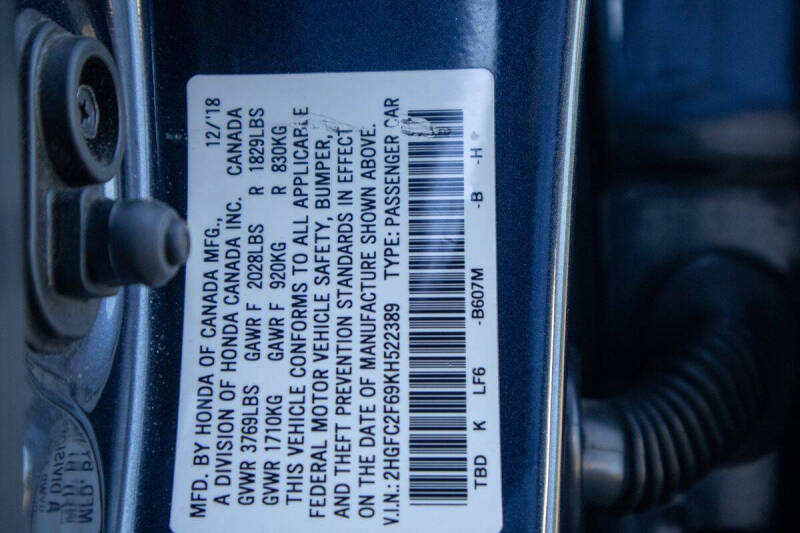 MFD. BY HONDA OF CANADA MFG., 12/'18
A DIVISION OF HONDA CANADA INC. CANADA
GVWR 3769LBS GAWR F 2028LBS R 1829LBS
GVWR 1710KG GAWR F 920KG R 830KG
THIS VEHICLE CONFORMS TO ALL APPLICABLE
FEDERAL MOTOR VEHICLE SAFETY, BUMPER,
AND THEFT PREVENTION STANDARDS IN EFFECT
ON THE DATE OF MANUFACTURE SHOWN ABOVE.
V.I.N.: 2HGFC2F69KH522389 TYPE: PASSENGER CAR
TBD K LF6 -B607M -B -H